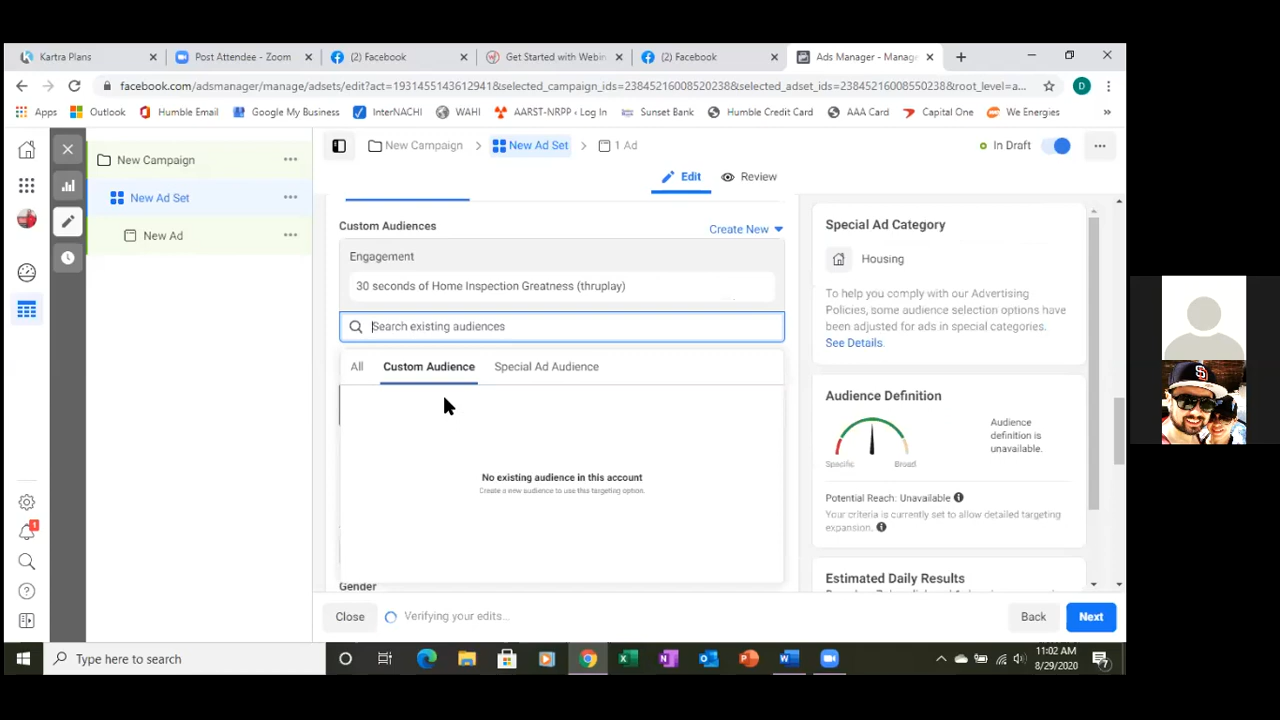 Kartra Plans
Post Attendee - Zoom
(2) Facebook
Get Started with Webin
(2) Facebook
Ads Manager - Manage
facebook.com/adsmanager/manage/adsets/edit?act=1931455143612941&selected_campaign_ids=23845216008520238&selected_adset_ids=23845216008550238&root_level=a...
D
Apps
Outlook
Humble Email
Google My Business
InterNACHI
WAHI
AARST-NRPP < Log In
Sunset Bank
Humble Credit Card
AAA Card
Capital One
We Energies
»
New Campaign
New Ad Set
New Ad
New Campaign > New Ad Set > 1 Ad
In Draft
Edit
Review
Custom Audiences
Create New
Engagement
30 seconds of Home Inspection Greatness (thruplay)
Search existing audiences
All
Custom Audience
Special Ad Audience
No existing audience in this account
Create a new audience to use this targeting option.
Gender
Special Ad Category
Housing
To help you comply with our Advertising
Policies, some audience selection options have
been adjusted for ads in special categories.
See Details.
Audience Definition
Audience
definition is
unavailable.
Specific
Broad
Potential Reach: Unavailable
Your criteria is currently set to allow detailed targeting
expansion.
Estimated Daily Results
Close
Verifying your edits...
Back
Next
1
Type here to search
11:02 AM
8/29/2020
7